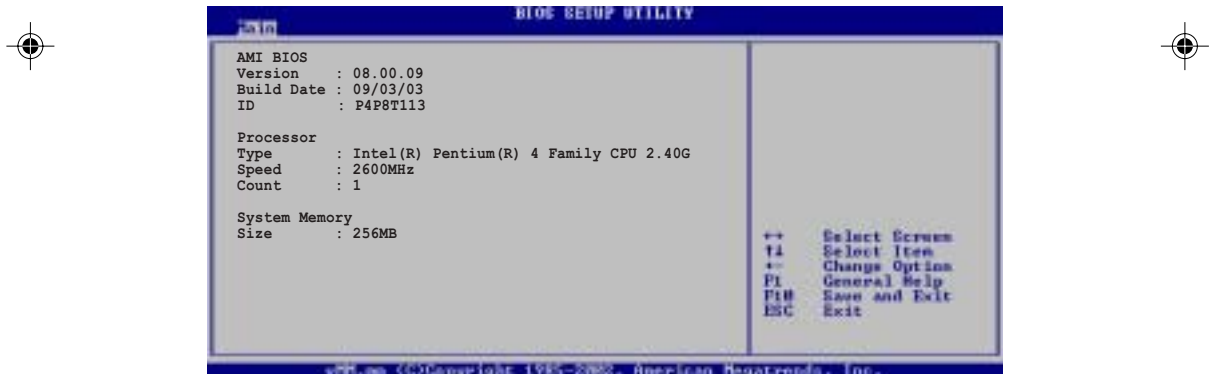 BIOS SETUP UTILITY
Main
AMI BIOS
Version : 08.00.09
Build Date : 09/03/03
ID : P4P8T113
Processor
Type : Intel(R) Pentium(R) 4 Family CPU 2.40G
Speed : 2600MHz
Count : 1
System Memory
Size : 256MB
←→ Select Screen
↑↓ Select Item
+- Change Option
F1 General Help
F10 Save and Exit
ESC Exit
(C)Copyright 1985-2002, American Megatrends, Inc.